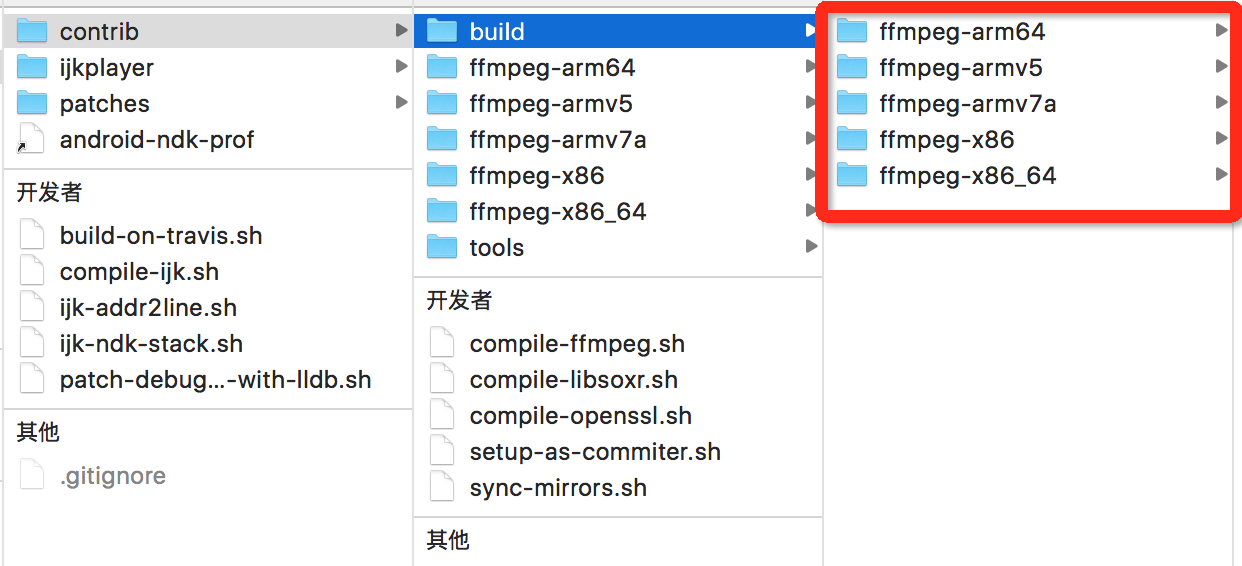 contrib
ijkplayer
patches
android-ndk-prof
开发者
build-on-travis.sh
compile-ijk.sh
ijk-addr2line.sh
ijk-ndk-stack.sh
patch-debug...-with-lldb.sh
其他
.gitignore
build
ffmpeg-arm64
ffmpeg-armv5
ffmpeg-armv7a
ffmpeg-x86
ffmpeg-x86_64
tools
开发者
compile-ffmpeg.sh
compile-libsoxr.sh
compile-openssl.sh
setup-as-commiter.sh
sync-mirrors.sh
其他
ffmpeg-arm64
ffmpeg-armv5
ffmpeg-armv7a
ffmpeg-x86
ffmpeg-x86_64